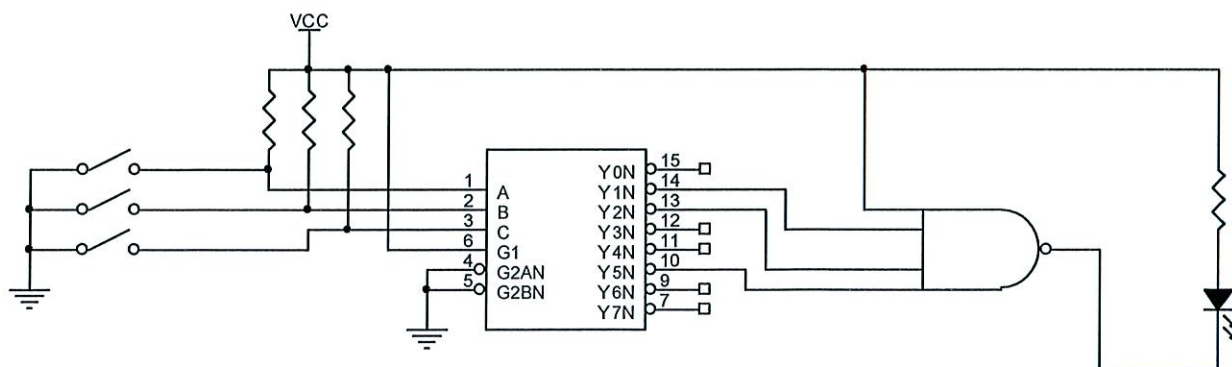 VCC
1 A
2 B
3 C
6 G1
4 G2AN
5 G2BN
Y0N 15
Y1N 14
Y2N 13
Y3N 12
Y4N 11
Y5N 10
Y6N 9
Y7N 7